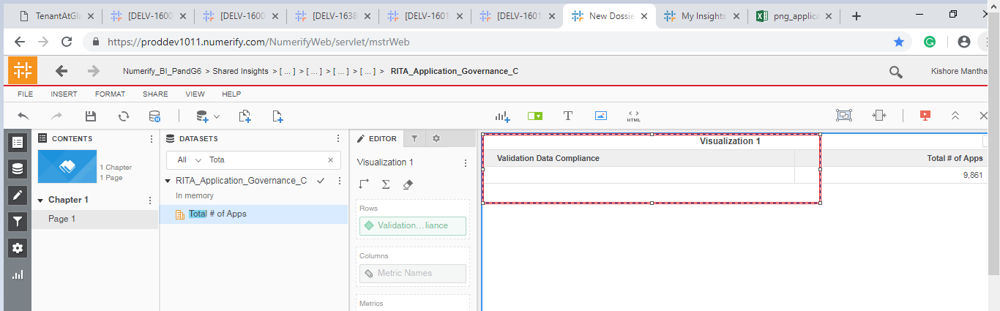 TenantAtGla
[DELV-1600
[DELV-1600
[DELV-1638
[DELV-1601
[DELV-1601
New Dossie
My Insights
png_applica
https://proddev1011.numerify.com/NumerifyWeb/servlet/mstrWeb
Numerify_BI_PandG6 > Shared Insights > [ ... ] > [ ... ] > [ ... ] > [ ... ] > RITA_Application_Governance_C
Kishore Mantha
FILE INSERT FORMAT SHARE VIEW HELP
HTML
CONTENTS
1 Chapter
1 Page
Chapter 1
Page 1
DATASETS
All Tota
RITA_Application_Governance_C
In memory
Total # of Apps
EDITOR
Visualization 1
Rows
Validation…liance
Columns
Metric Names
Metrics
Visualization 1
Validation Data Compliance Total # of Apps
9,861